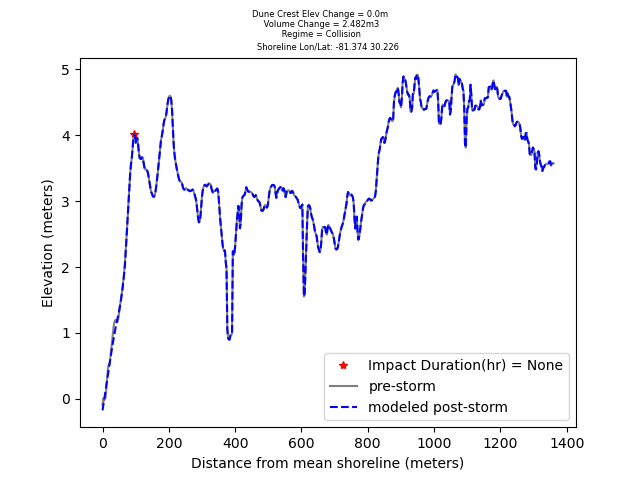 Dune Crest Elev Change = 0.0m
Volume Change = 2.482m3
Regime = Collision
Shoreline Lon/Lat: -81.374 30.226
5
4
3
2
1
0
Elevation (meters)
Impact Duration(hr) = None
pre-storm
modeled post-storm
0 200 400 600 800 1000 1200 1400
Distance from mean shoreline (meters)